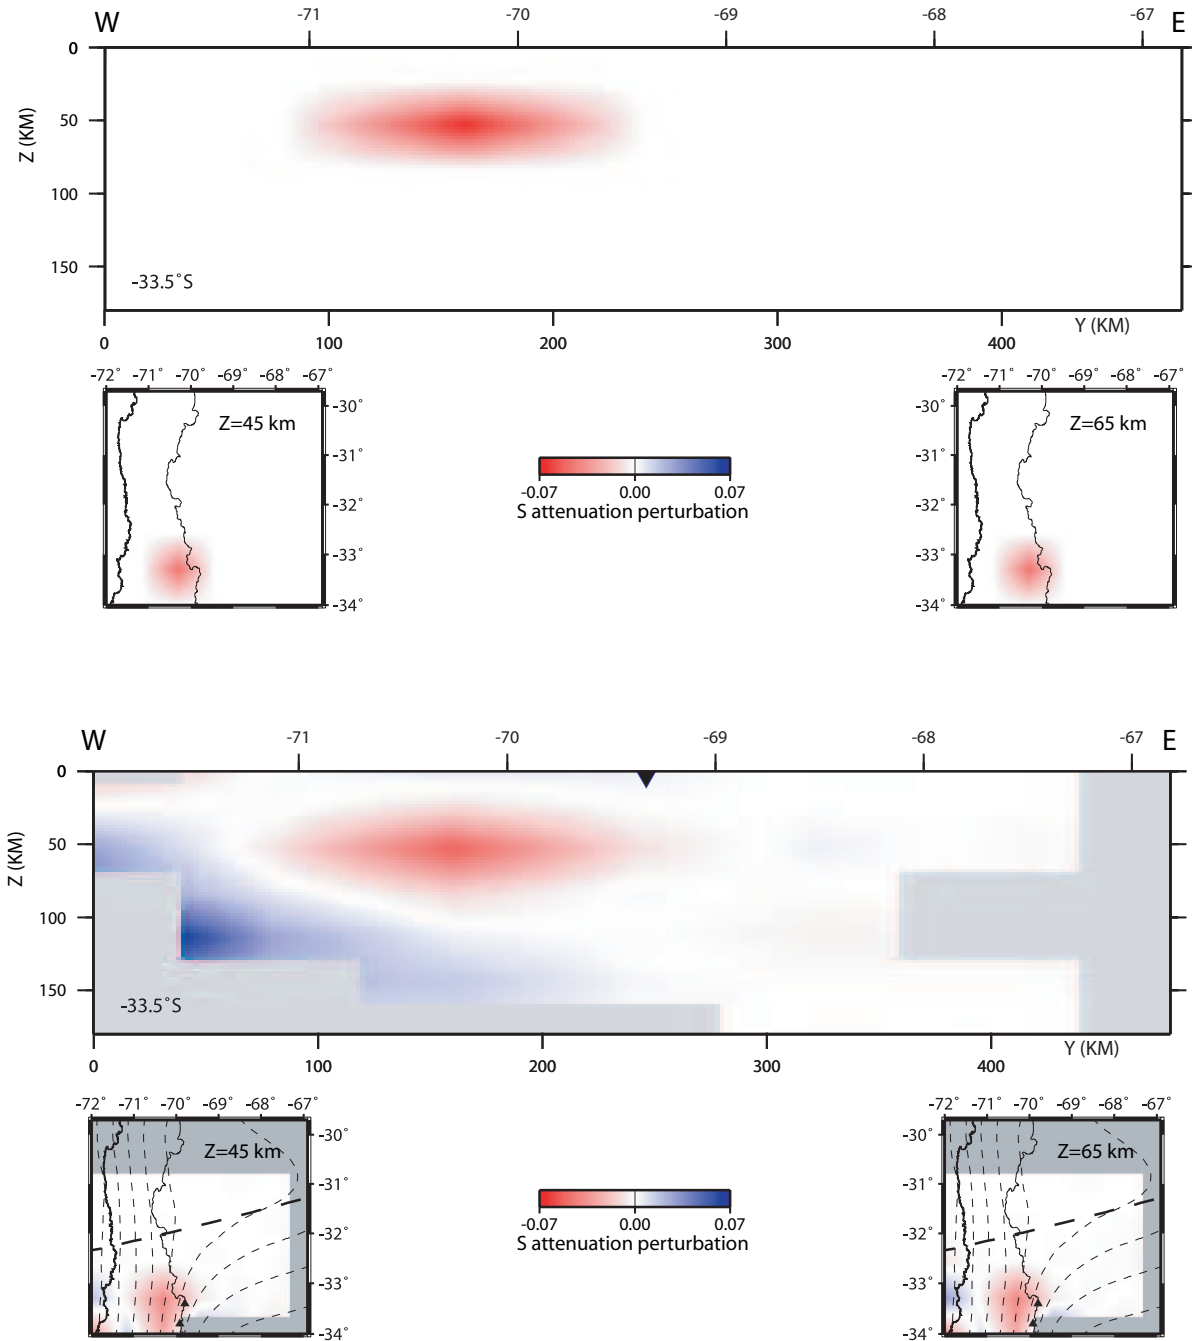 W -71 -70 -69 -68 -67 E
0
50
Z (KM)
100
150
-33.5˚S
Y (KM)
0 100 200 300 400
-72˚ -71˚ -70˚ -69˚ -68˚ -67˚
Z=45 km
-30˚
-31˚
-32˚
-33˚
-34˚
-0.07 0.00 0.07
S attenuation perturbation
-72˚ -71˚ -70˚ -69˚ -68˚ -67˚
Z=65 km
-30˚
-31˚
-32˚
-33˚
-34˚
W -71 -70 -69 -68 -67 E
0
50
Z (KM)
100
150
-33.5˚S
Y (KM)
0 100 200 300 400
-72˚ -71˚ -70˚ -69˚ -68˚ -67˚
Z=45 km
-30˚
-31˚
-32˚
-33˚
-34˚
-0.07 0.00 0.07
S attenuation perturbation
-72˚ -71˚ -70˚ -69˚ -68˚ -67˚
Z=65 km
-30˚
-31˚
-32˚
-33˚
-34˚